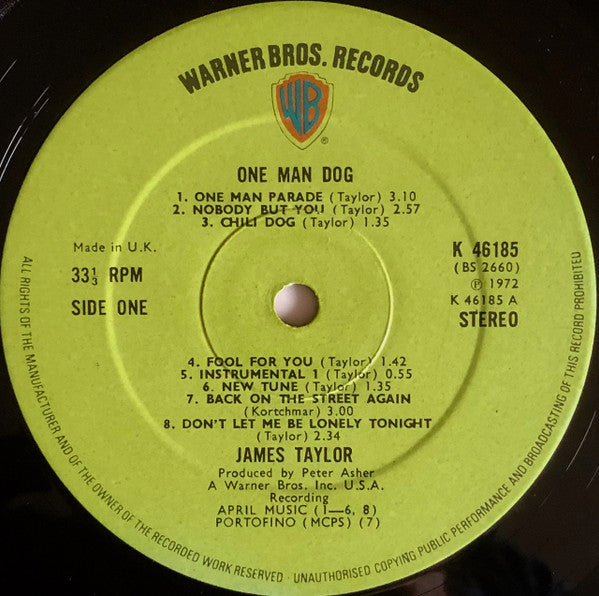 WARNER BROS. RECORDS
WB
®
ONE MAN DOG
1. ONE MAN PARADE (Taylor) 3.10
2. NOBODY BUT YOU (Taylor) 2.57
3. CHILI DOG (Taylor) 1.35
Made in U.K.
33⅓ RPM
SIDE ONE
K 46185
(BS 2660)
℗ 1972
K 46185 A
STEREO
4. FOOL FOR YOU (Taylor) 1.42
5. INSTRUMENTAL 1 (Taylor) 0.55
6. NEW TUNE (Taylor) 1.35
7. BACK ON THE STREET AGAIN
(Kortchmar) 3.00
8. DON'T LET ME BE LONELY TONIGHT
(Taylor) 2.34
JAMES TAYLOR
Produced by Peter Asher
A Warner Bros. Inc. U.S.A.
Recording
APRIL MUSIC (1—6, 8)
PORTOFINO (MCPS) (7)
ALL RIGHTS OF THE MANUFACTURER AND OF THE OWNER OF THE RECORDED WORK RESERVED · UNAUTHORISED COPYING PUBLIC PERFORMANCE AND BROADCASTING OF THIS RECORD PROHIBITED